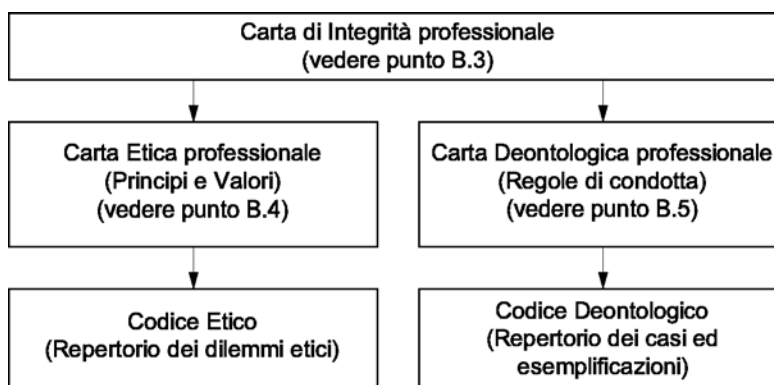 Carta di Integrità professionale
(vedere punto B.3)
Carta Etica professionale
(Principi e Valori)
(vedere punto B.4)
Carta Deontologica professionale
(Regole di condotta)
(vedere punto B.5)
Codice Etico
(Repertorio dei dilemmi etici)
Codice Deontologico
(Repertorio dei casi ed
esemplificazioni)